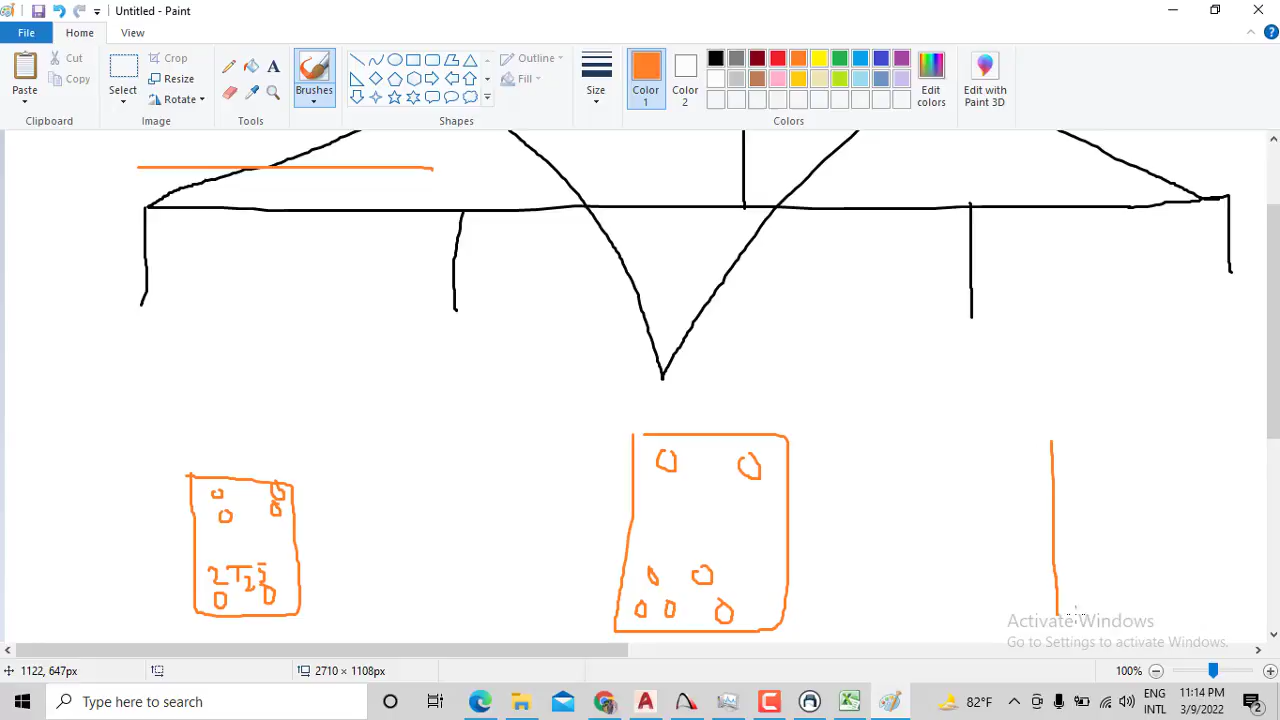 Untitled - Paint
File
Home
View
Paste
Cut
Copy
Clipboard
Select
Crop
Resize
Rotate
Image
Tools
Brushes
Outline
Fill
Shapes
Size
Color 1
Color 2
Edit colors
Edit with Paint 3D
Colors
2T25
Activate Windows
Go to Settings to activate Windows.
1122, 647px
2710 × 1108px
100%
Type here to search
82°F
ENG
INTL
11:14 PM
3/9/2022
2